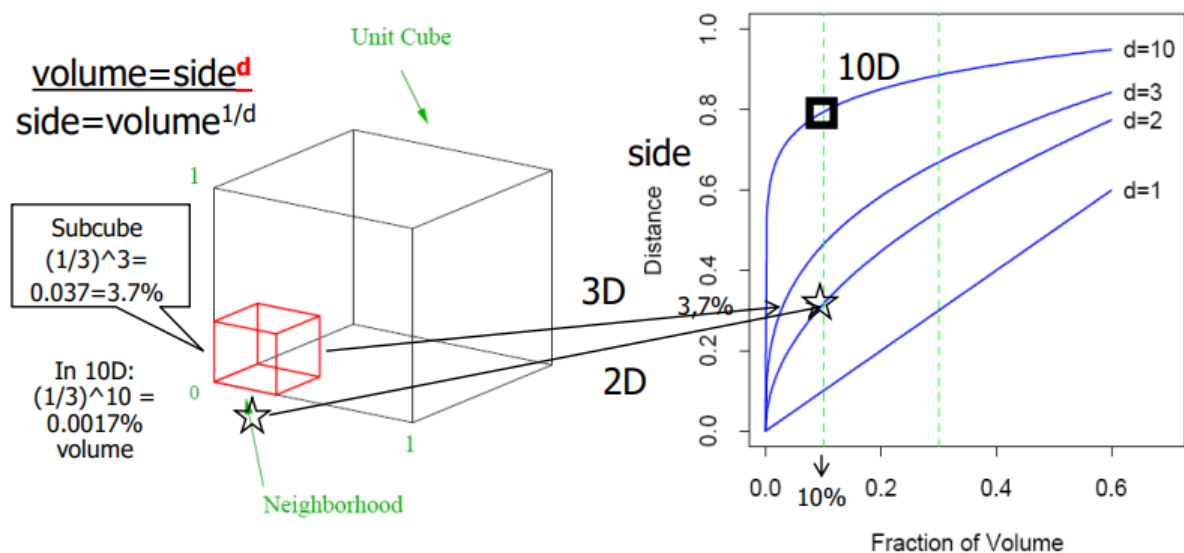 volume=side^d
side=volume^1/d
Unit Cube
1
Subcube
(1/3)^3=
0.037=3.7%
In 10D:
(1/3)^10 =
0.0017%
volume
0
1
Neighborhood
3D
2D
side
Distance
1.0
0.8
0.6
0.4
0.2
0.0
10D
3,7%
d=10
d=3
d=2
d=1
0.0
0.2
0.4
0.6
10%
Fraction of Volume